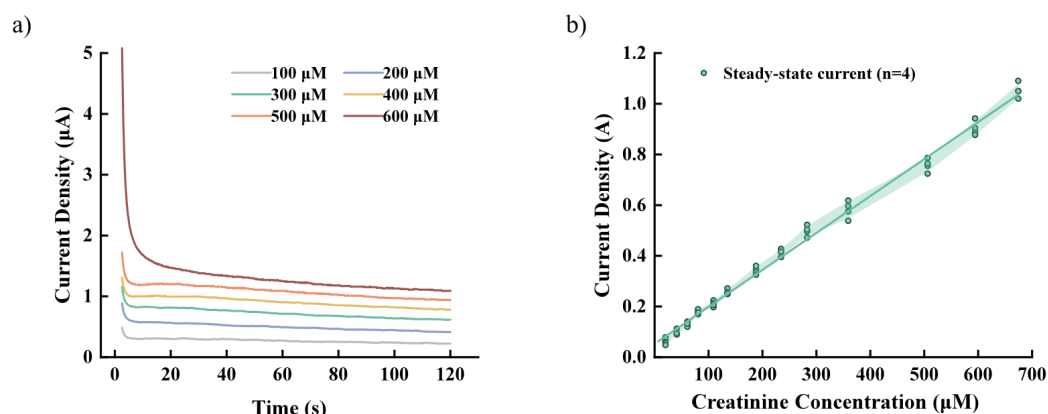 a)
5
4
3
2
1
0
Current Density (μA)
100 μM
200 μM
300 μM
400 μM
500 μM
600 μM
0 20 40 60 80 100 120
Time (s)
b)
1.2
1.0
0.8
0.6
0.4
0.2
0.0
Current Density (A)
Steady-state current (n=4)
100 200 300 400 500 600 700
Creatinine Concentration (μM)